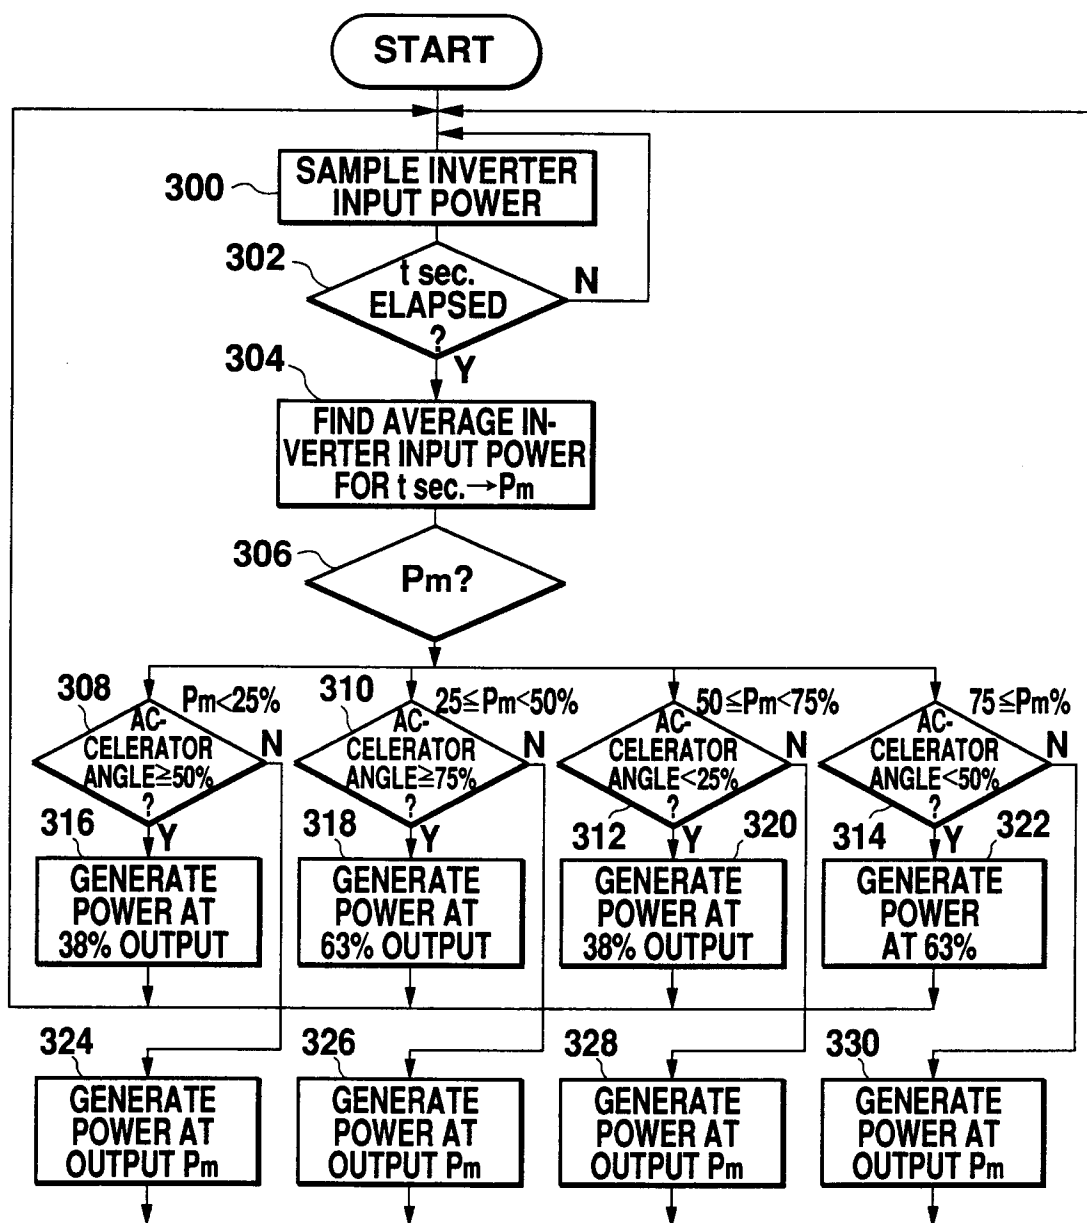 START
300
SAMPLE INVERTER
INPUT POWER
302
t sec.
ELAPSED
?
N
Y
304
FIND AVERAGE IN-
VERTER INPUT POWER
FOR t sec.→Pm
306
Pm?
308
Pm<25%
AC-
CELERATOR
ANGLE≧50%
?
N
Y
310
25≦Pm<50%
AC-
CELERATOR
ANGLE≧75%
?
N
Y
50≦Pm<75%
AC-
CELERATOR
ANGLE<25%
?
N
312
Y
75≦Pm%
AC-
CELERATOR
ANGLE<50%
?
N
314
Y
316
GENERATE
POWER AT
38% OUTPUT
318
GENERATE
POWER AT
63% OUTPUT
320
GENERATE
POWER AT
38% OUTPUT
322
GENERATE
POWER
AT 63%
324
GENERATE
POWER AT
OUTPUT Pm
326
GENERATE
POWER AT
OUTPUT Pm
328
GENERATE
POWER AT
OUTPUT Pm
330
GENERATE
POWER AT
OUTPUT Pm